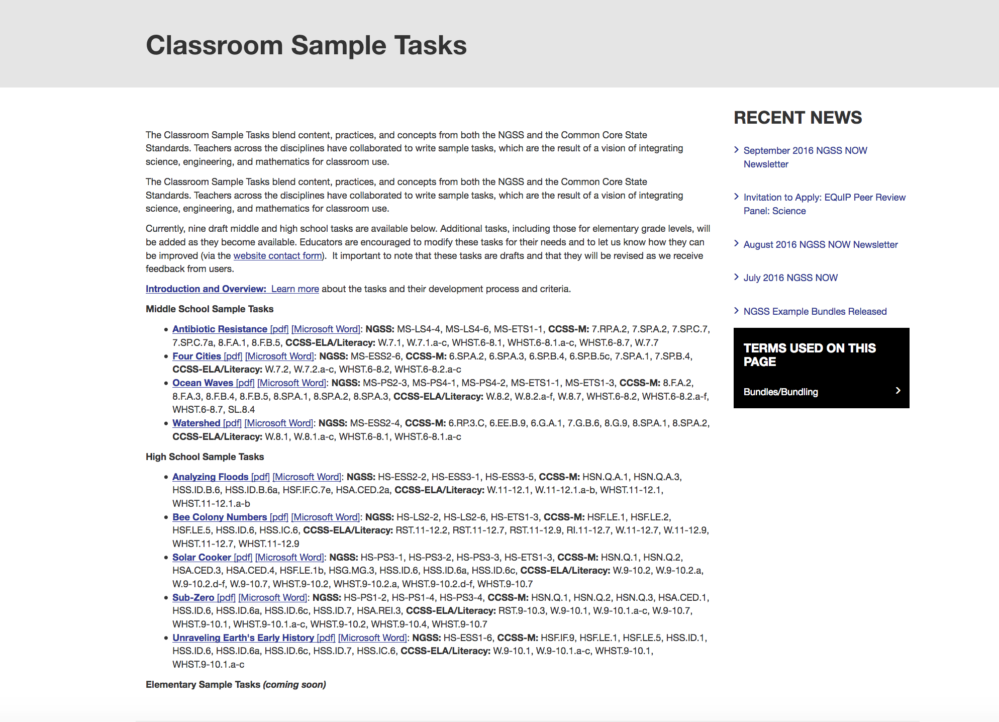 Classroom Sample Tasks
The Classroom Sample Tasks blend content, practices, and concepts from both the NGSS and the Common Core State
Standards. Teachers across the disciplines have collaborated to write sample tasks, which are the result of a vision of integrating
science, engineering, and mathematics for classroom use.
The Classroom Sample Tasks blend content, practices, and concepts from both the NGSS and the Common Core State
Standards. Teachers across the disciplines have collaborated to write sample tasks, which are the result of a vision of integrating
science, engineering, and mathematics for classroom use.
Currently, nine draft middle and high school tasks are available below. Additional tasks, including those for elementary grade levels, will
be added as they become available. Educators are encouraged to modify these tasks for their needs and to let us know how they can
be improved (via the website contact form).  It important to note that these tasks are drafts and that they will be revised as we receive
feedback from users.
Introduction and Overview:  Learn more about the tasks and their development process and criteria.
Middle School Sample Tasks
• Antibiotic Resistance [pdf] [Microsoft Word]: NGSS: MS-LS4-4, MS-LS4-6, MS-ETS1-1, CCSS-M: 7.RP.A.2, 7.SP.A.2, 7.SP.C.7,
7.SP.C.7a, 8.F.A.1, 8.F.B.5, CCSS-ELA/Literacy: W.7.1, W.7.1.a-c, WHST.6-8.1, WHST.6-8.1.a-c, WHST.6-8.7, W.7.7
• Four Cities [pdf] [Microsoft Word]: NGSS: MS-ESS2-6, CCSS-M: 6.SP.A.2, 6.SP.A.3, 6.SP.B.4, 6.SP.B.5c, 7.SP.A.1, 7.SP.B.4,
CCSS-ELA/Literacy: W.7.2, W.7.2.a-c, WHST.6-8.2, WHST.6-8.2.a-c
• Ocean Waves [pdf] [Microsoft Word]: NGSS: MS-PS2-3, MS-PS4-1, MS-PS4-2, MS-ETS1-1, MS-ETS1-3, CCSS-M: 8.F.A.2,
8.F.A.3, 8.F.B.4, 8.F.B.5, 8.SP.A.1, 8.SP.A.2, 8.SP.A.3, CCSS-ELA/Literacy: W.8.2, W.8.2.a-f, W.8.7, WHST.6-8.2, WHST.6-8.2.a-f,
WHST.6-8.7, SL.8.4
• Watershed [pdf] [Microsoft Word]: NGSS: MS-ESS2-4, CCSS-M: 6.RP.3.C, 6.EE.B.9, 6.G.A.1, 7.G.B.6, 8.G.9, 8.SP.A.1, 8.SP.A.2,
CCSS-ELA/Literacy: W.8.1, W.8.1.a-c, WHST.6-8.1, WHST.6-8.1.a-c
High School Sample Tasks
• Analyzing Floods [pdf] [Microsoft Word]: NGSS: HS-ESS2-2, HS-ESS3-1, HS-ESS3-5, CCSS-M: HSN.Q.A.1, HSN.Q.A.3,
HSS.ID.B.6, HSS.ID.B.6a, HSF.IF.C.7e, HSA.CED.2a, CCSS-ELA/Literacy: W.11-12.1, W.11-12.1.a-b, WHST.11-12.1,
WHST.11-12.1.a-b
• Bee Colony Numbers [pdf] [Microsoft Word]: NGSS: HS-LS2-2, HS-LS2-6, HS-ETS1-3, CCSS-M: HSF.LE.1, HSF.LE.2,
HSF.LE.5, HSS.ID.6, HSS.IC.6, CCSS-ELA/Literacy: RST.11-12.2, RST.11-12.7, RST.11-12.9, RI.11-12.7, W.11-12.7, W.11-12.9,
WHST.11-12.7, WHST.11-12.9
• Solar Cooker [pdf] [Microsoft Word]: NGSS: HS-PS3-1, HS-PS3-2, HS-PS3-3, HS-ETS1-3, CCSS-M: HSN.Q.1, HSN.Q.2,
HSA.CED.3, HSA.CED.4, HSF.LE.1b, HSG.MG.3, HSS.ID.6, HSS.ID.6a, HSS.ID.6c, CCSS-ELA/Literacy: W.9-10.2, W.9-10.2.a,
W.9-10.2.d-f, W.9-10.7, WHST.9-10.2, WHST.9-10.2.a, WHST.9-10.2.d-f, WHST.9-10.7
• Sub-Zero [pdf] [Microsoft Word]: NGSS: HS-PS1-2, HS-PS1-4, HS-PS3-4, CCSS-M: HSN.Q.1, HSN.Q.2, HSN.Q.3, HSA.CED.1,
HSS.ID.6, HSS.ID.6a, HSS.ID.6c, HSS.ID.7, HSA.REI.3, CCSS-ELA/Literacy: RST.9-10.3, W.9-10.1, W.9-10.1.a-c, W.9-10.7,
WHST.9-10.1, WHST.9-10.1.a-c, WHST.9-10.2, WHST.9-10.4, WHST.9-10.7
• Unraveling Earth's Early History [pdf] [Microsoft Word]: NGSS: HS-ESS1-6, CCSS-M: HSF.IF.9, HSF.LE.1, HSF.LE.5, HSS.ID.1,
HSS.ID.6, HSS.ID.6a, HSS.ID.6c, HSS.ID.7, HSS.IC.6, CCSS-ELA/Literacy: W.9-10.1, W.9-10.1.a-c, WHST.9-10.1,
WHST.9-10.1.a-c
Elementary Sample Tasks (coming soon)
RECENT NEWS
September 2016 NGSS NOW
Newsletter
Invitation to Apply: EQuIP Peer Review
Panel: Science
August 2016 NGSS NOW Newsletter
July 2016 NGSS NOW
NGSS Example Bundles Released
TERMS USED ON THIS
PAGE
Bundles/Bundling